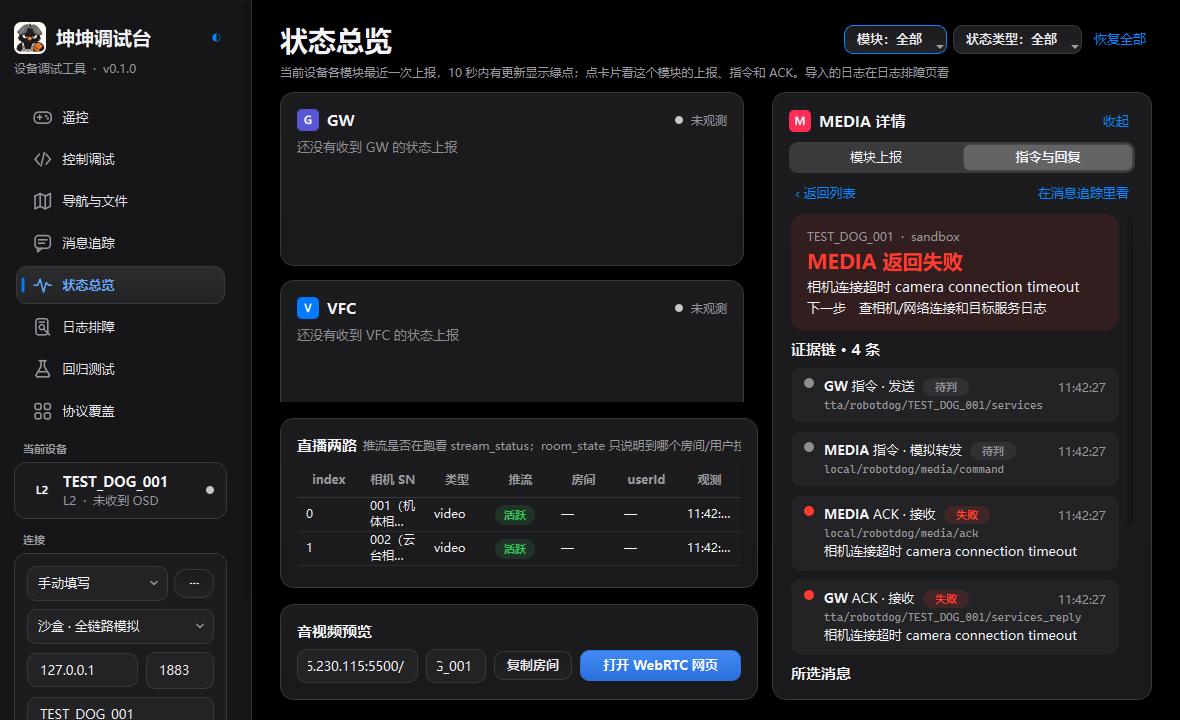 坤坤调试台
设备调试工具 · v0.1.0
遥控
控制调试
导航与文件
消息追踪
状态总览
日志排障
回归测试
协议覆盖
当前设备
L2
TEST_DOG_001
L2 · 未收到 OSD
连接
手动填写
...
沙盒 · 全链路模拟
127.0.0.1
1883
TEST_DOG_001
状态总览
模块：全部
状态类型：全部
恢复全部
当前设备各模块最近一次上报，10 秒内有更新显示绿点；点卡片看这个模块的上报、指令和 ACK。导入的日志在日志排障页看
G GW
未观测
还没有收到 GW 的状态上报
V VFC
未观测
还没有收到 VFC 的状态上报
直播两路 推流是否在跑看 stream_status；room_state 只说明到哪个房间/用户
index 相机 SN 类型 推流 房间 userId 观测
0 001（机体相... video 活跃 — — 11:42:...
1 002（云台相... video 活跃 — — 11:42:...
音视频预览
.230.115:5500/
_001
复制房间
打开 WebRTC 网页
M MEDIA 详情
收起
模块上报
指令与回复
‹ 返回列表
在消息追踪里看
TEST_DOG_001 · sandbox
MEDIA 返回失败
相机连接超时 camera connection timeout
下一步 查相机/网络连接和目标服务日志
证据链 • 4 条
GW 指令 · 发送 待判 11:42:27
tta/robotdog/TEST_DOG_001/services
MEDIA 指令 · 模拟转发 待判 11:42:27
local/robotdog/media/command
MEDIA ACK · 接收 失败 11:42:27
local/robotdog/media/ack
相机连接超时 camera connection timeout
GW ACK · 接收 失败 11:42:27
tta/robotdog/TEST_DOG_001/services_reply
相机连接超时 camera connection timeout
所选消息